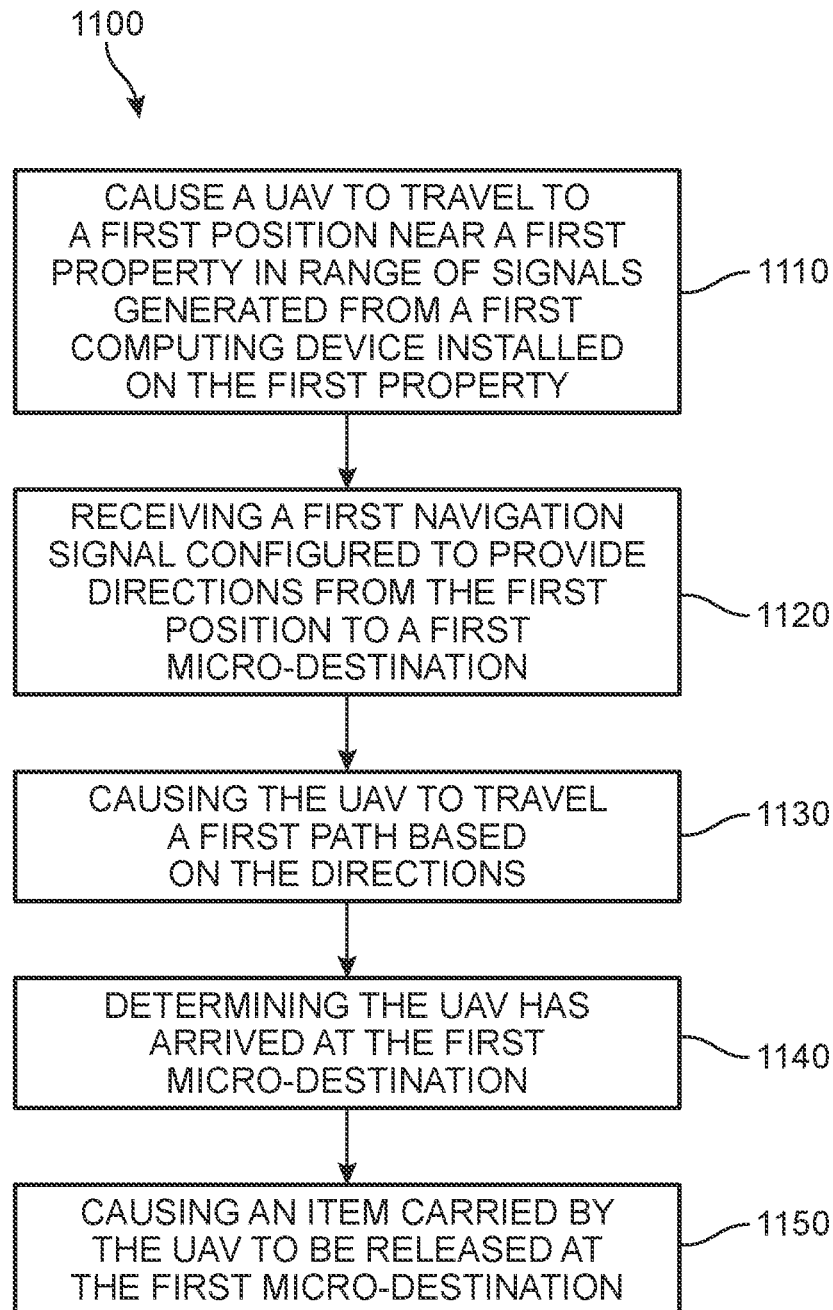 1100
CAUSE A UAV TO TRAVEL TO
A FIRST POSITION NEAR A FIRST
PROPERTY IN RANGE OF SIGNALS
GENERATED FROM A FIRST
COMPUTING DEVICE INSTALLED
ON THE FIRST PROPERTY
1110
RECEIVING A FIRST NAVIGATION
SIGNAL CONFIGURED TO PROVIDE
DIRECTIONS FROM THE FIRST
POSITION TO A FIRST
MICRO-DESTINATION
1120
CAUSING THE UAV TO TRAVEL
A FIRST PATH BASED
ON THE DIRECTIONS
1130
DETERMINING THE UAV HAS
ARRIVED AT THE FIRST
MICRO-DESTINATION
1140
CAUSING AN ITEM CARRIED BY
THE UAV TO BE RELEASED AT
THE FIRST MICRO-DESTINATION
1150